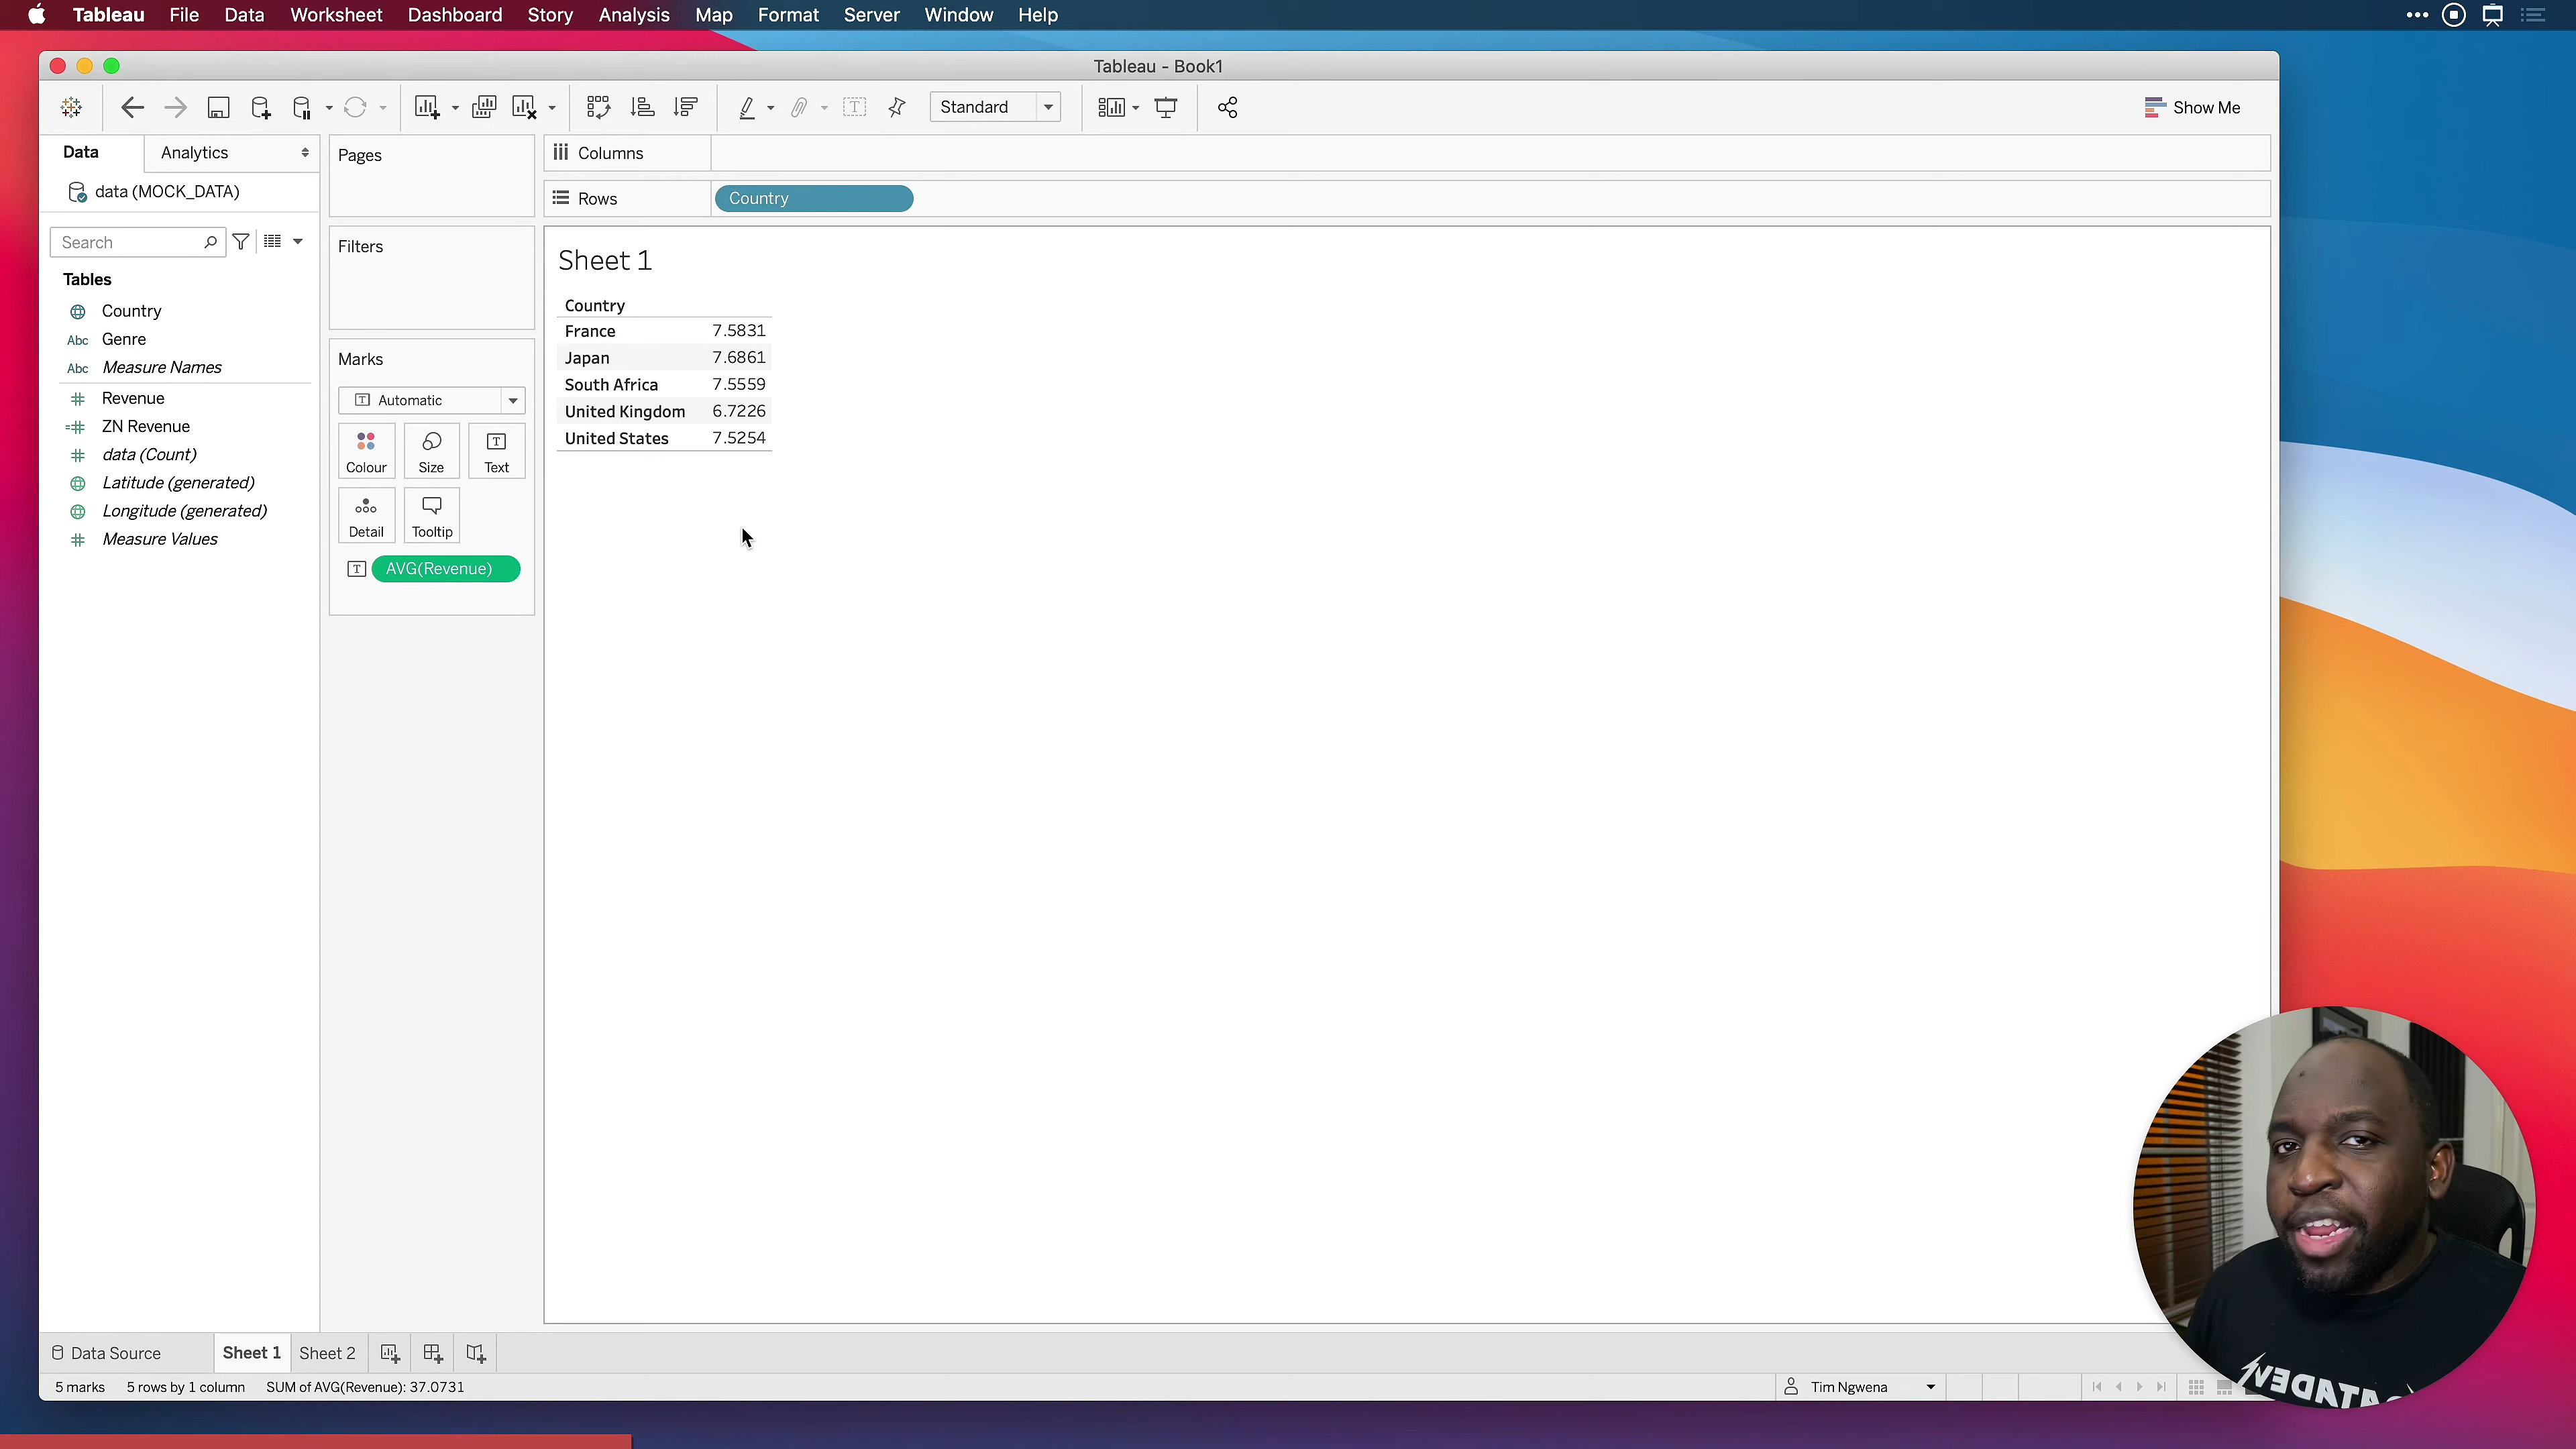 Tableau File Data Worksheet Dashboard Story Analysis Map Format Server Window Help
Tableau - Book1
Standard
Show Me
Data Analytics
data (MOCK_DATA)
Search
Tables
Country
Abc Genre
Abc Measure Names
Revenue
ZN Revenue
data (Count)
Latitude (generated)
Longitude (generated)
Measure Values
Pages
Filters
Marks
Automatic
Colour Size Text
Detail Tooltip
AVG(Revenue)
Columns
Rows Country
Sheet 1
Country
France 7.5831
Japan 7.6861
South Africa 7.5559
United Kingdom 6.7226
United States 7.5254
Data Source Sheet 1 Sheet 2
5 marks 5 rows by 1 column SUM of AVG(Revenue): 37.0731
Tim Ngwena